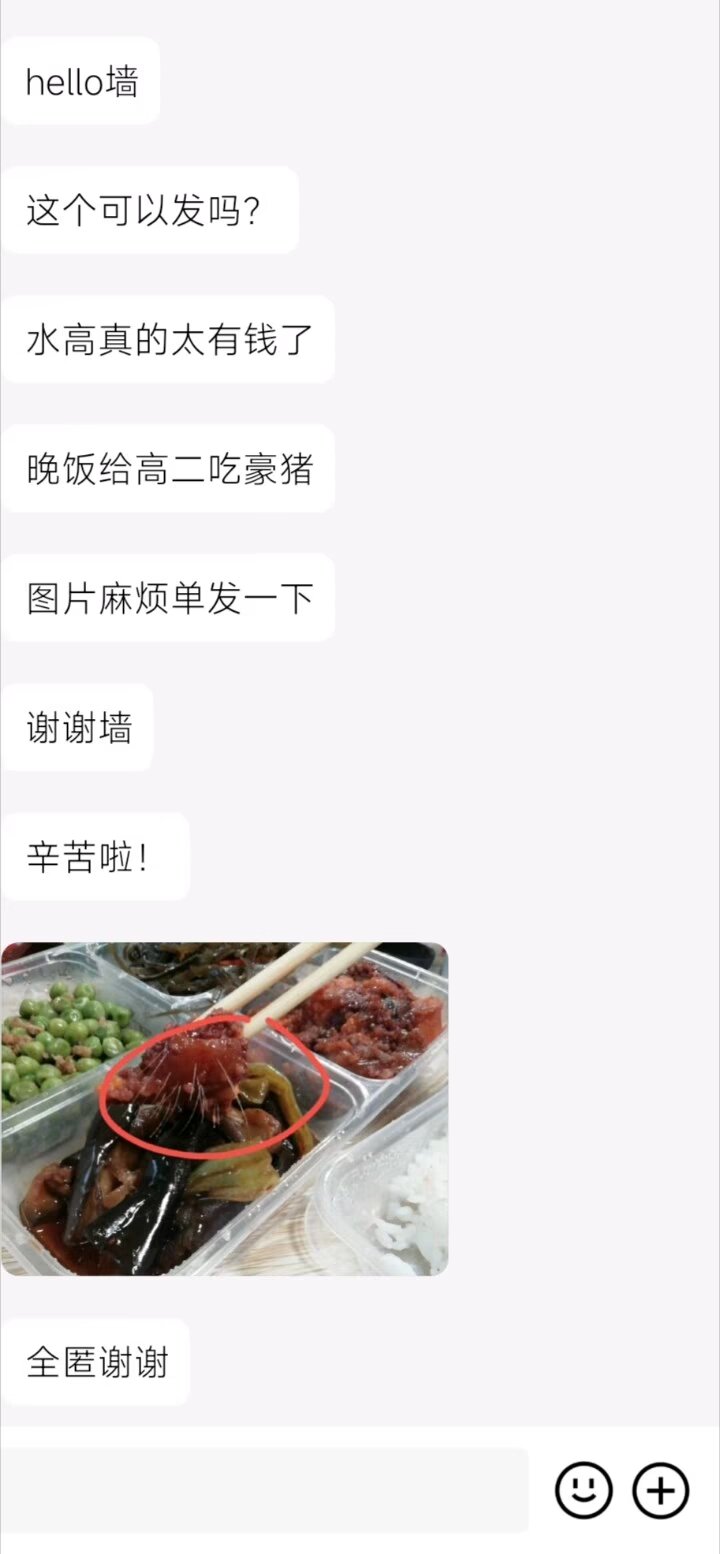 hello墙
这个可以发吗？
水高真的太有钱了
晚饭给高二吃豪猪
图片麻烦单发一下
谢谢墙
辛苦啦！
全匿谢谢